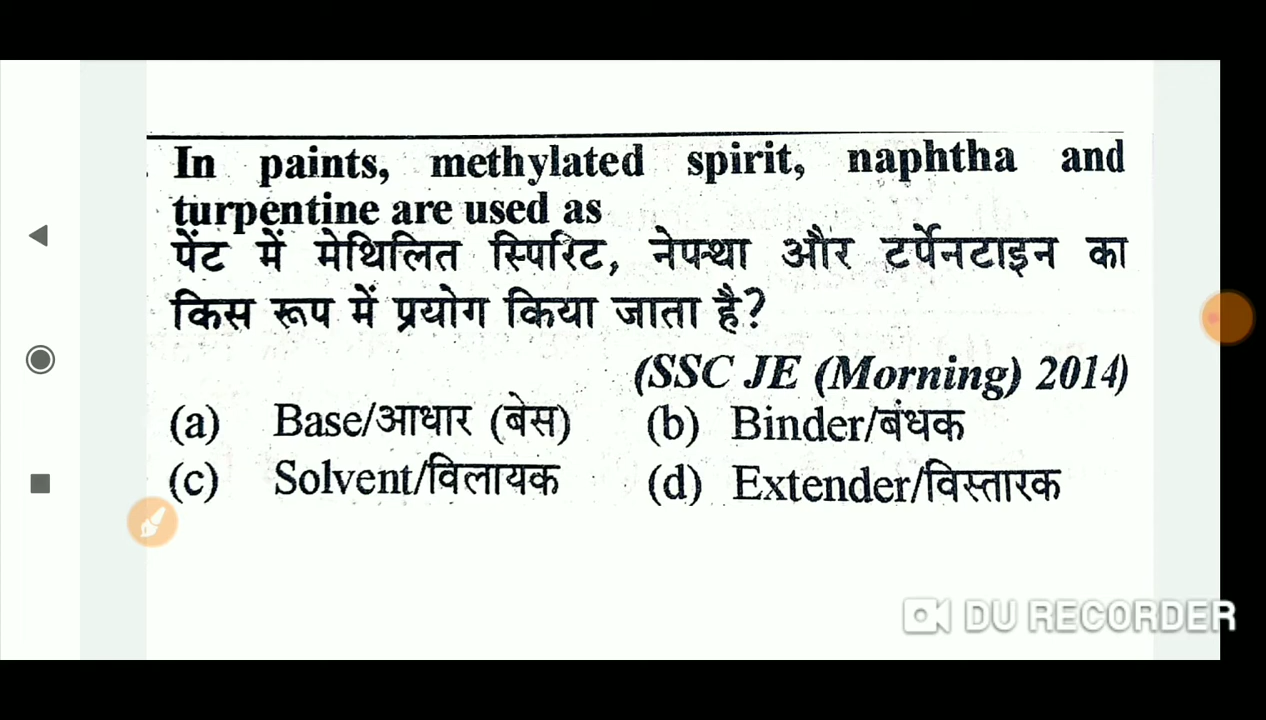 In paints, methylated spirit, naphtha and
turpentine are used as
पेंट में मेथिलित स्पिरिट, नेफ्था और टर्पेनटाइन का
किस रूप में प्रयोग किया जाता है?
(SSC JE (Morning) 2014)
(a) Base/आधार (बेस) (b) Binder/बंधक
(c) Solvent/विलायक (d) Extender/विस्तारक
DU RECORDER